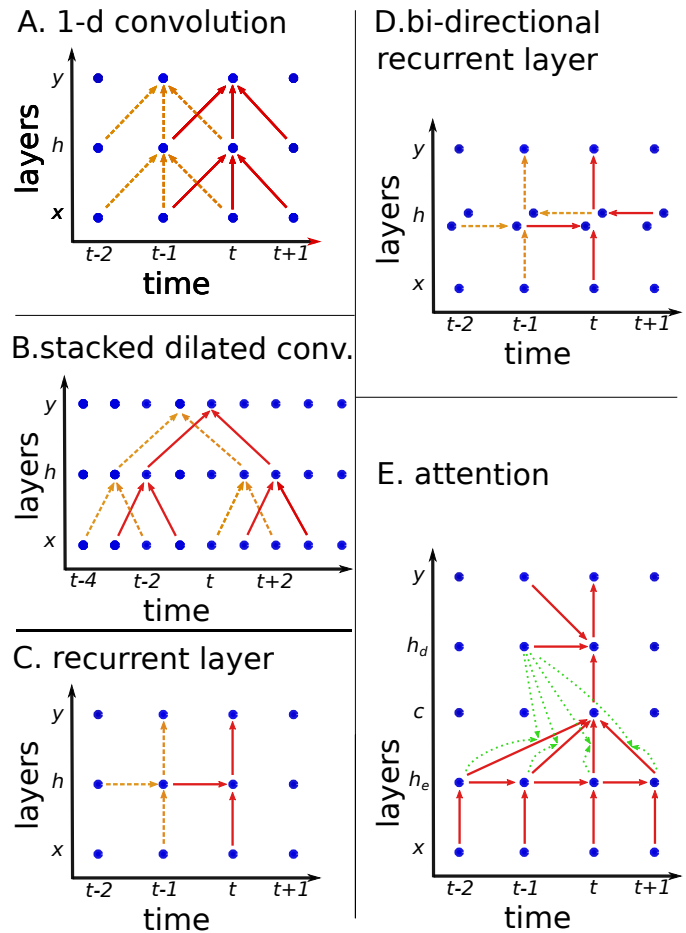 A. 1-d convolution
y
h
x
layers
t-2 t-1 t t+1
time
B.stacked dilated conv.
y
h
x
layers
t-4 t-2 t t+2
time
C. recurrent layer
y
h
x
layers
t-2 t-1 t t+1
time
D.bi-directional
recurrent layer
y
h
x
layers
t-2 t-1 t t+1
time
E. attention
y
h_d
c
h_e
x
layers
t-2 t-1 t t+1
time